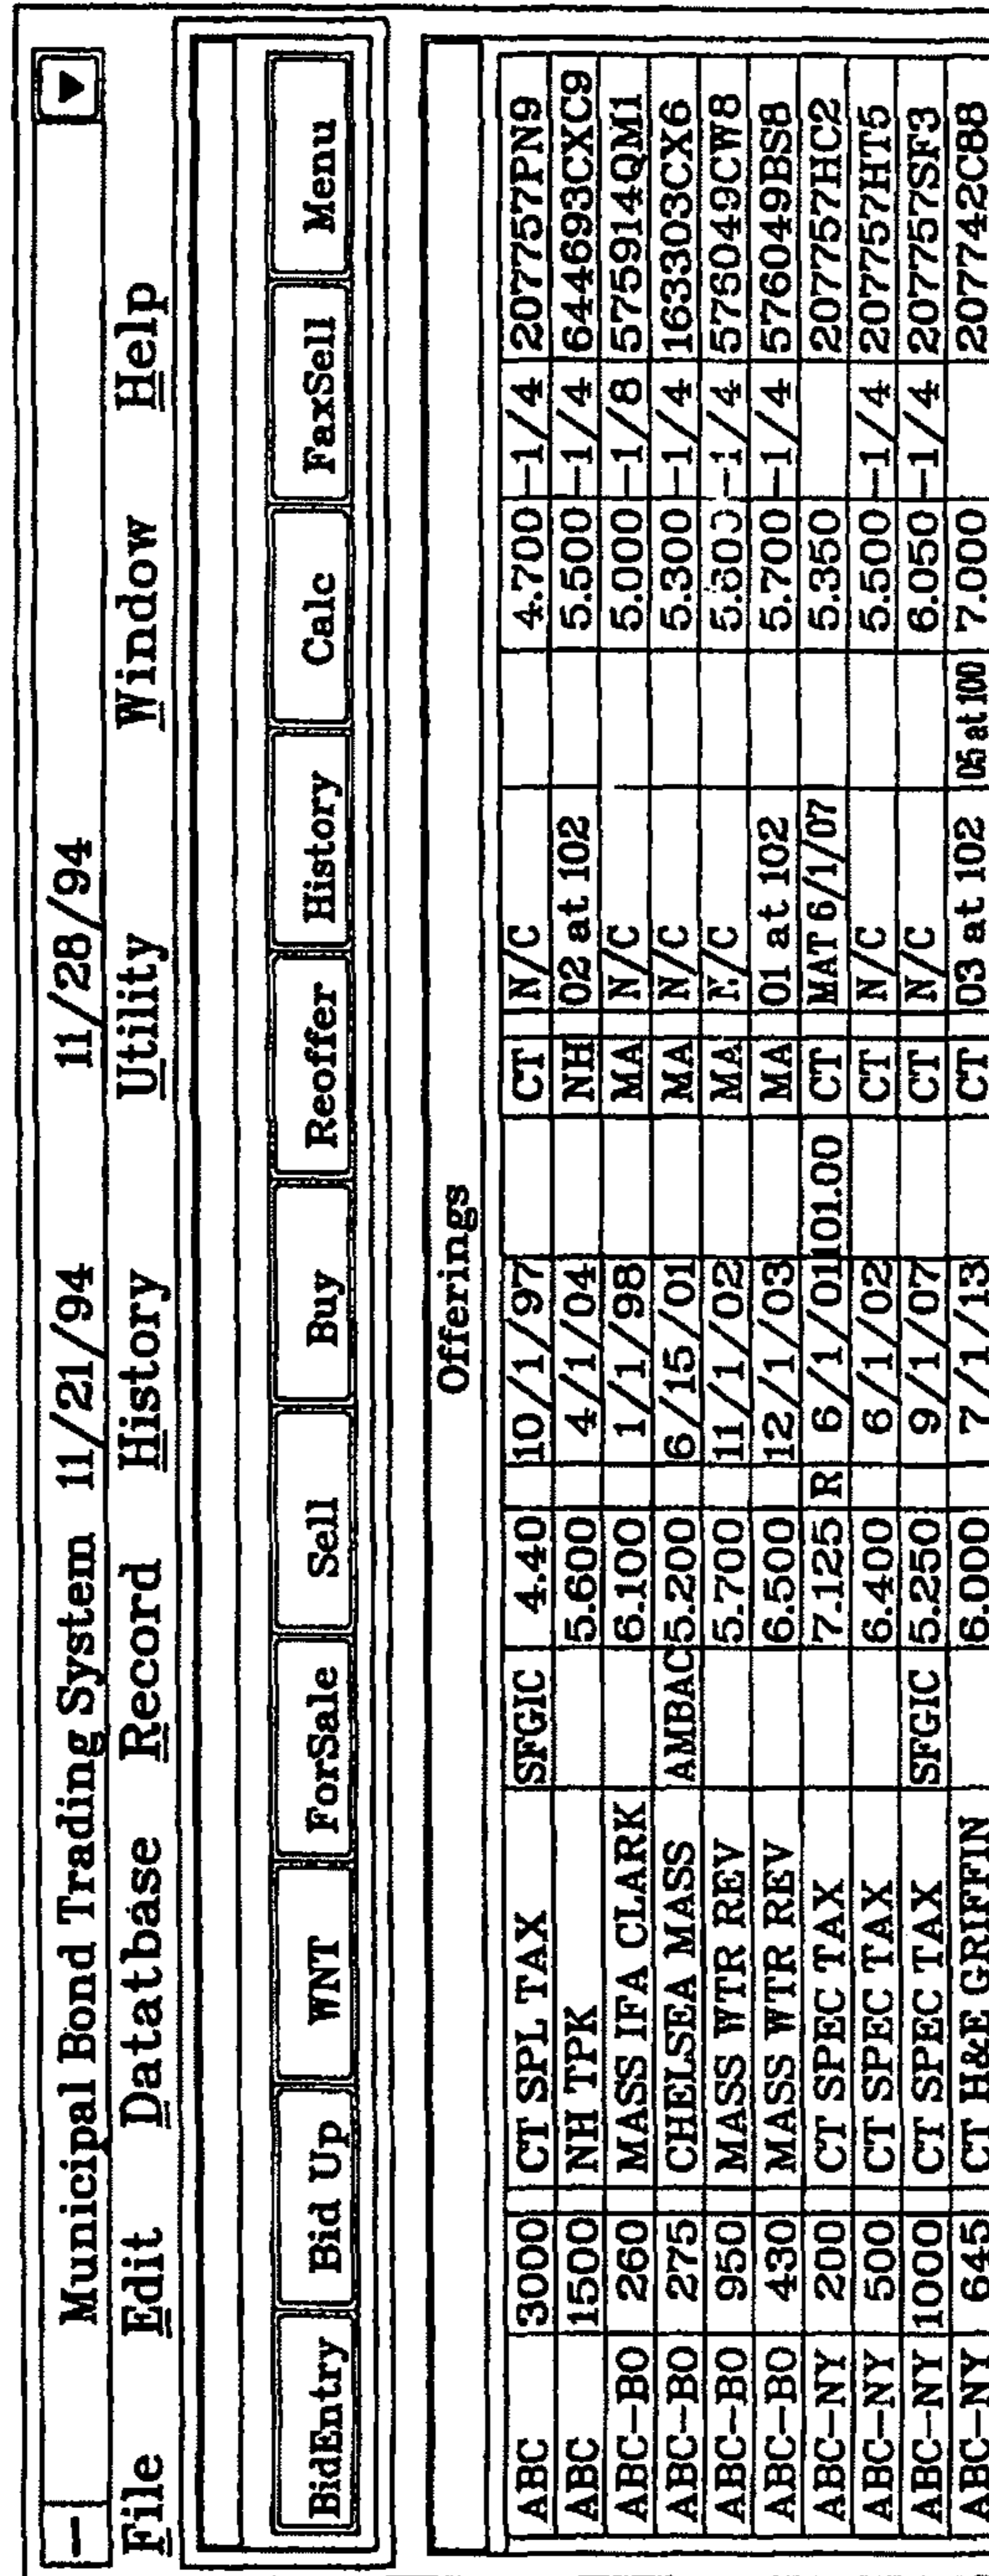 Municipal Bond Trading System 11/21/94 11/28/94
File Edit Datatbase Record History Utility Window Help
BidEntry Bid Up WNT ForSale Sell Buy Reoffer History Calc FaxSell Menu
Offerings
ABC 3000 CT SPL TAX SFGIC 4.40 10/1/97 CT N/C 4.700 -1/4 207757PN9
ABC 1500 NH TPK 5.600 4/1/04 NH 02 at 102 5.500 -1/4 644693CXC9
ABC-BO 260 MASS IFA CLARK 6.100 1/1/98 MA N/C 5.000 -1/8 575914QM1
ABC-BO 275 CHELSEA MASS AMBAC 5.200 6/15/01 MA N/C 5.300 -1/4 163303CX6
ABC-BO 950 MASS WTR REV 5.700 11/1/02 MA N/C -1/4 576049CW8
ABC-BO 430 MASS WTR REV 6.500 12/1/03 MA 01 at 102 5.700 -1/4 576049BS8
ABC-NY 200 CT SPEC TAX 7.125 R 6/1/01 101.00 CT MAT 6/1/07 5.350 207757HC2
ABC-NY 500 CT SPEC TAX 6.400 6/1/02 CT N/C 5.500 -1/4 207757HT5
ABC-NY 1000 CT SPEC TAX SFGIC 5.250 9/1/07 CT N/C 6.050 -1/4 207757SF3
ABC-NY 645 CT H&E GRIFFIN 6.000 7/1/13 CT 03 at 102 05 at 100 7.000 207742C88